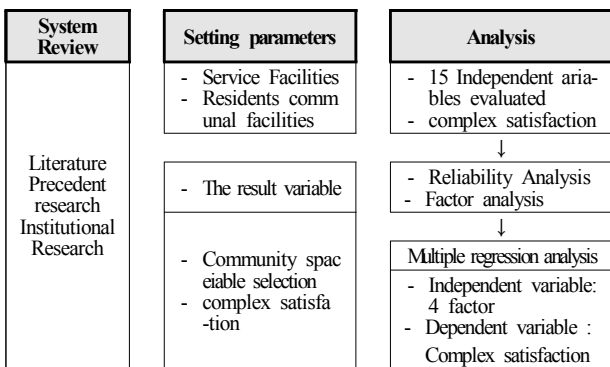 System
Review
Literature
Precedent
research
Institutional
Research
Setting parameters
- Service Facilities
- Residents comm
unal facilities
- The result variable
- Community spac
eiable selection
- complex satisfa
-tion
Analysis
- 15 Independent aria-
bles evaluated
- complex satisfaction
↓
- Reliability Analysis
- Factor analysis
↓
Multiple regression analysis
- Independent variable:
4 factor
- Dependent variable :
Complex satisfaction